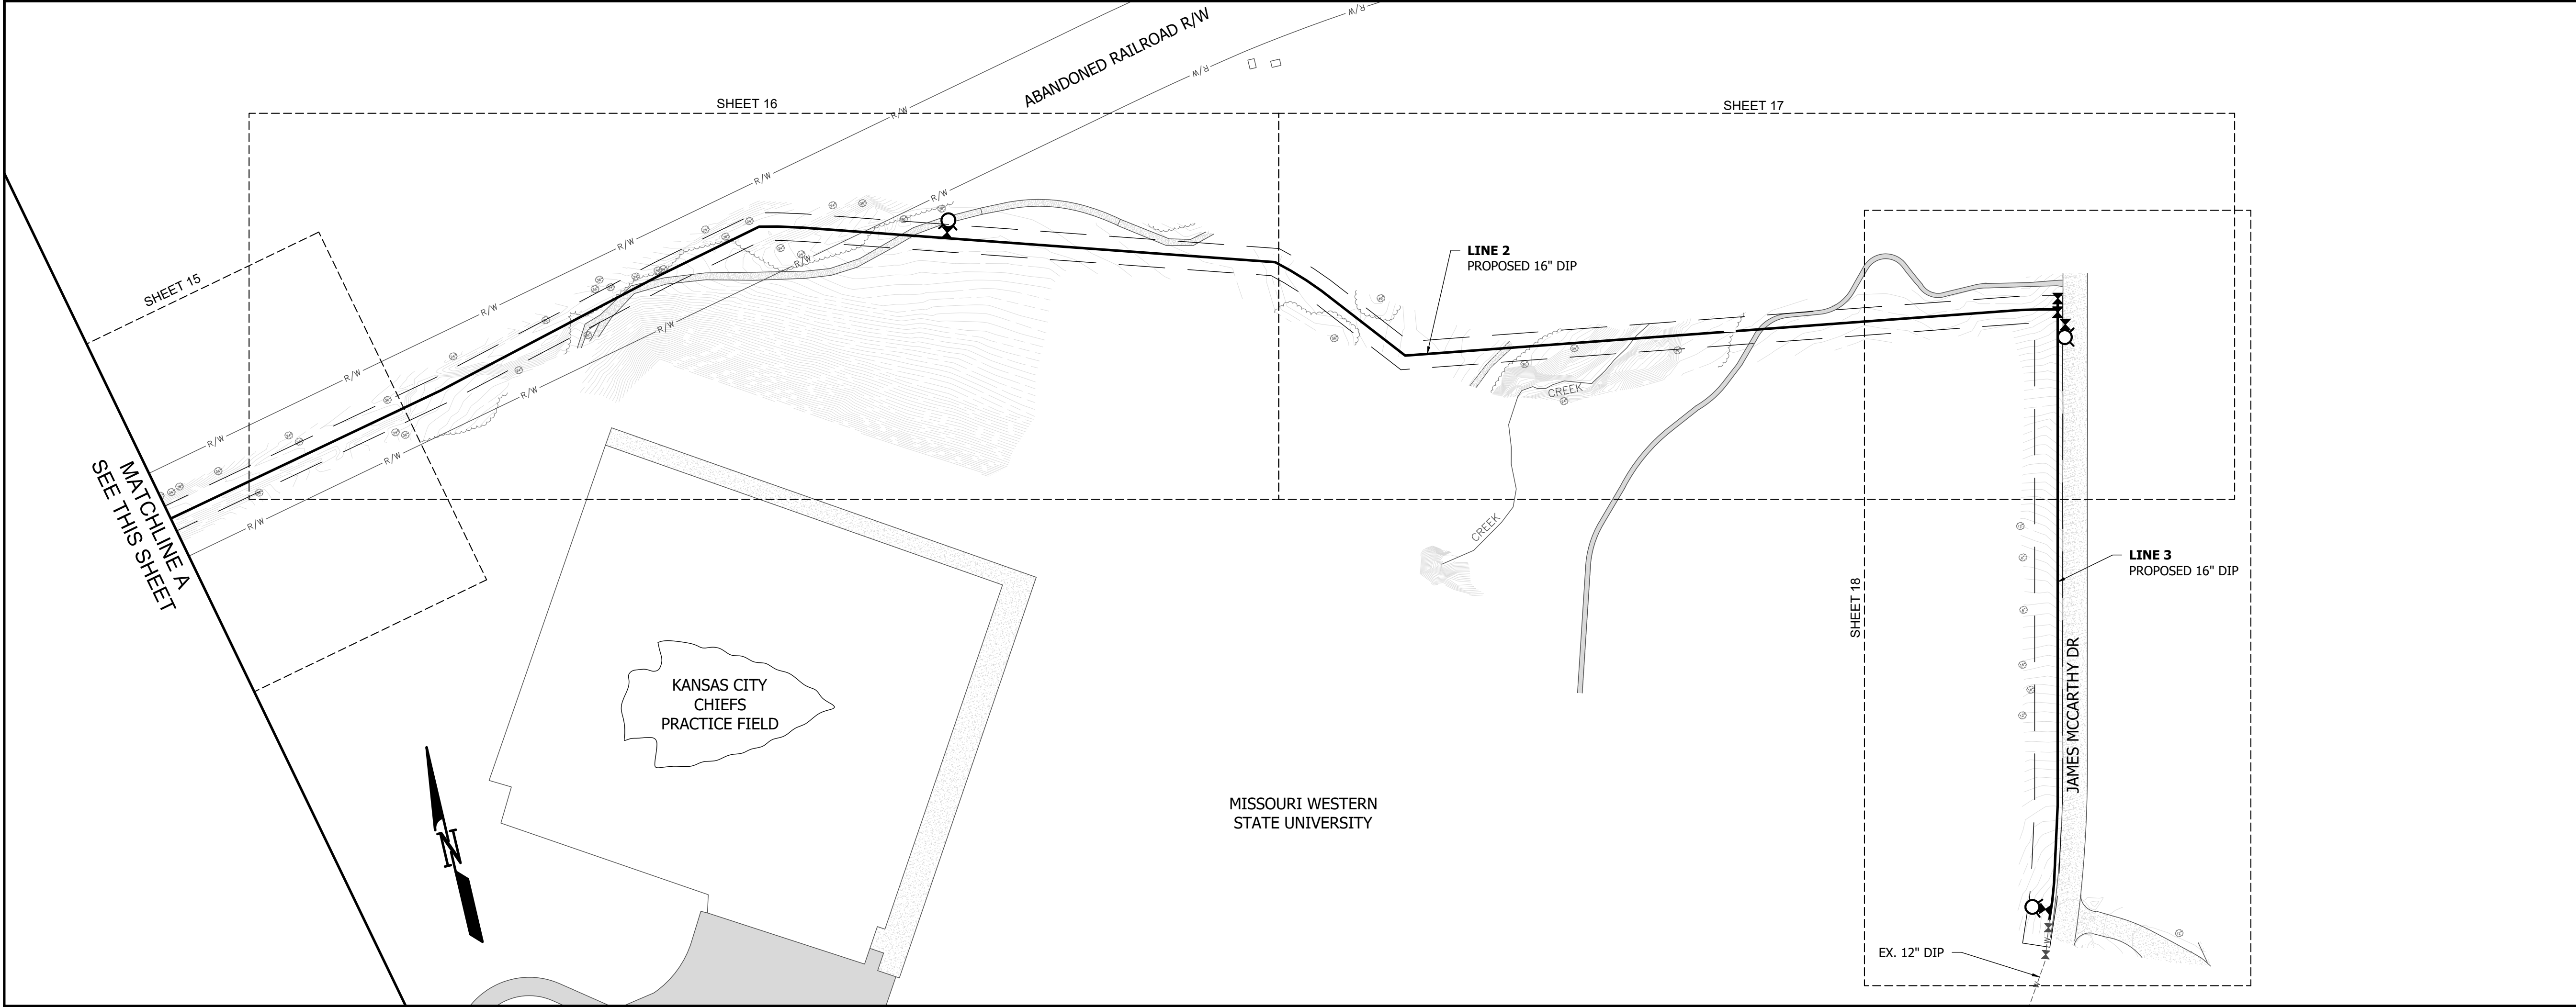 ABANDONED RAILROAD R/W
R/W
R/W
SHEET 16
SHEET 17
R/W
R/W
R/W
R/W
R/W
R/W
R/W
R/W
R/W
R/W
R/W
R/W
R/W
SHEET 15
LINE 2
PROPOSED 16" DIP
CREEK
CREEK
MATCHLINE A
SEE THIS SHEET
LINE 3
PROPOSED 16" DIP
SHEET 18
JAMES MCCARTHY DR
KANSAS CITY
CHIEFS
PRACTICE FIELD
MISSOURI WESTERN
STATE UNIVERSITY
N
EX. 12" DIP
W
W